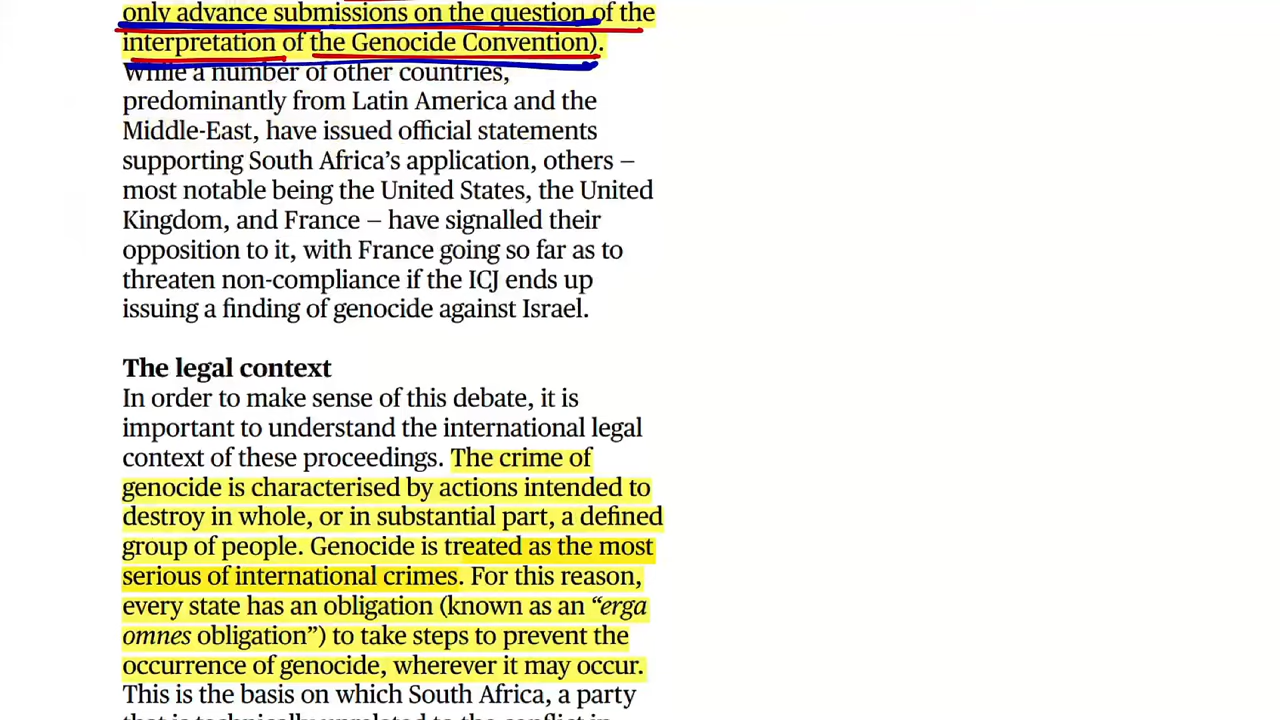 only advance submissions on the question of the
interpretation of the Genocide Convention).
While a number of other countries,
predominantly from Latin America and the
Middle-East, have issued official statements
supporting South Africa's application, others –
most notable being the United States, the United
Kingdom, and France – have signalled their
opposition to it, with France going so far as to
threaten non-compliance if the ICJ ends up
issuing a finding of genocide against Israel.
The legal context
In order to make sense of this debate, it is
important to understand the international legal
context of these proceedings. The crime of
genocide is characterised by actions intended to
destroy in whole, or in substantial part, a defined
group of people. Genocide is treated as the most
serious of international crimes. For this reason,
every state has an obligation (known as an “erga
omnes obligation”) to take steps to prevent the
occurrence of genocide, wherever it may occur.
This is the basis on which South Africa, a party
that is technically unrelated to the conflict in